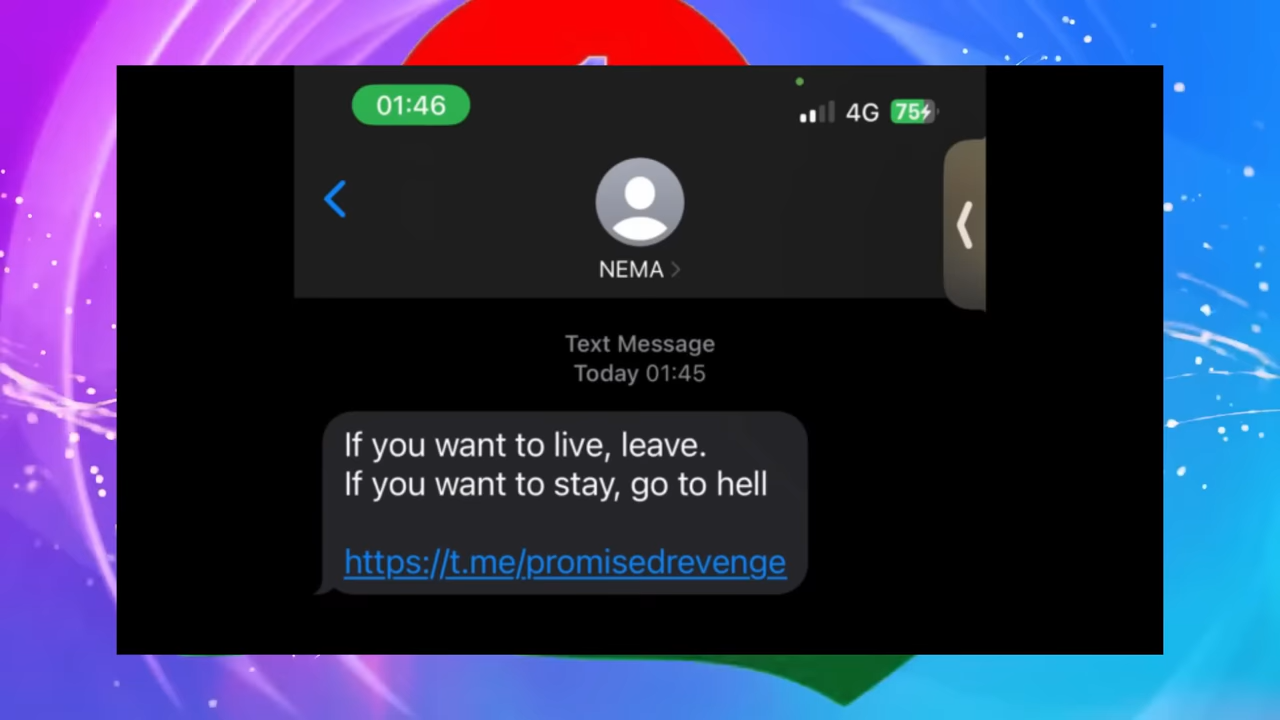 01:46
4G
75
NEMA
Text Message
Today 01:45
If you want to live, leave.
If you want to stay, go to hell
https://t.me/promisedrevenge